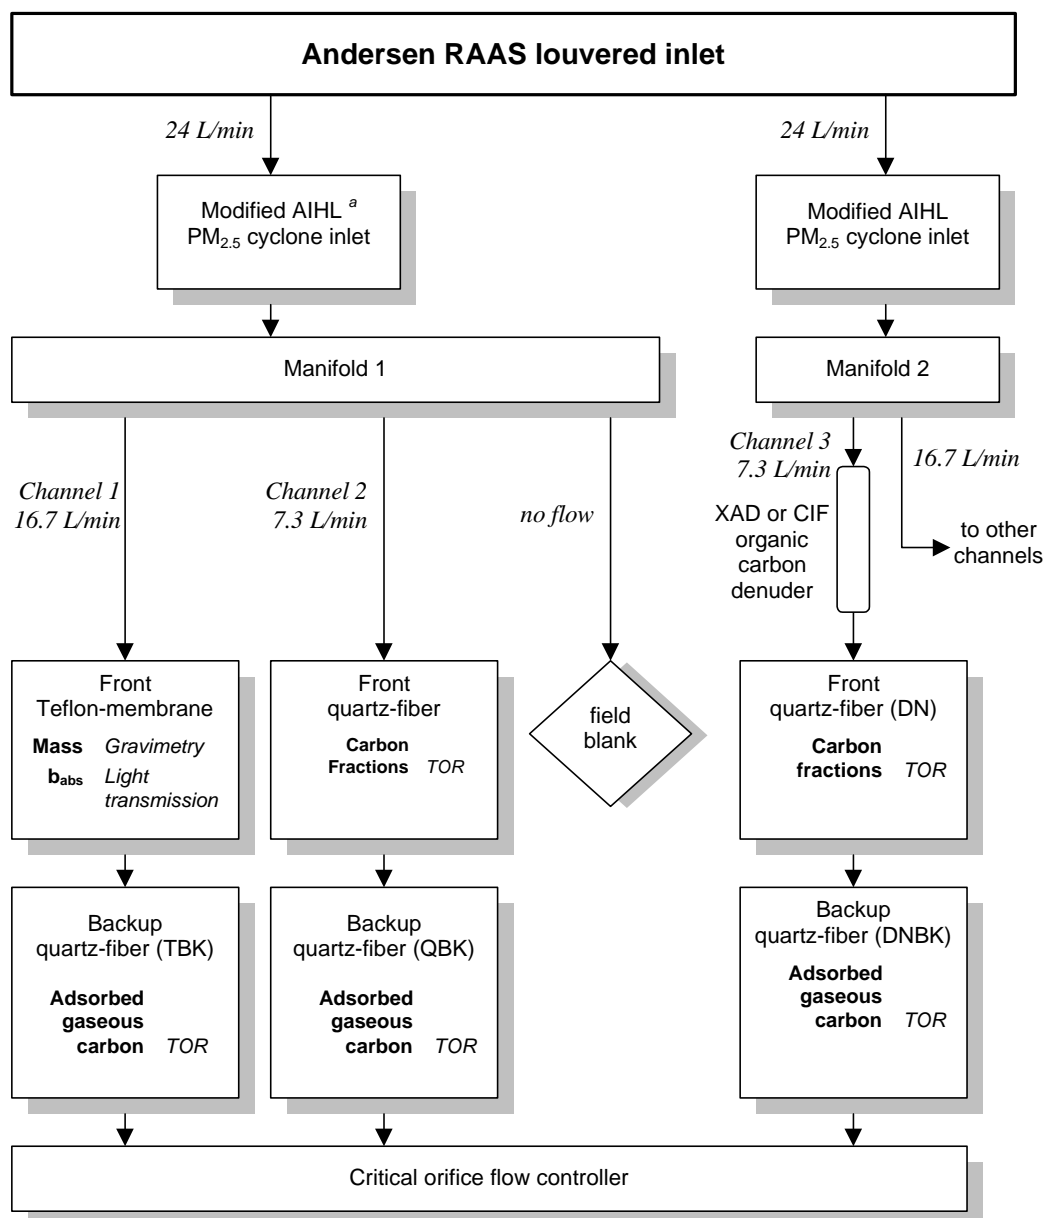 Andersen RAAS louvered inlet
24 L/min
24 L/min
Modified AIHL a
PM2.5 cyclone inlet
Modified AIHL
PM2.5 cyclone inlet
Manifold 1
Manifold 2
Channel 1
16.7 L/min
Channel 2
7.3 L/min
no flow
Channel 3
7.3 L/min
16.7 L/min
XAD or CIF
organic
carbon
denuder
to other
channels
Front
Teflon-membrane
Mass Gravimetry
babs Light
transmission
Front
quartz-fiber
Carbon
Fractions TOR
field
blank
Front
quartz-fiber (DN)
Carbon
fractions TOR
Backup
quartz-fiber (TBK)
Adsorbed
gaseous
carbon TOR
Backup
quartz-fiber (QBK)
Adsorbed
gaseous
carbon TOR
Backup
quartz-fiber (DNBK)
Adsorbed
gaseous
carbon TOR
Critical orifice flow controller